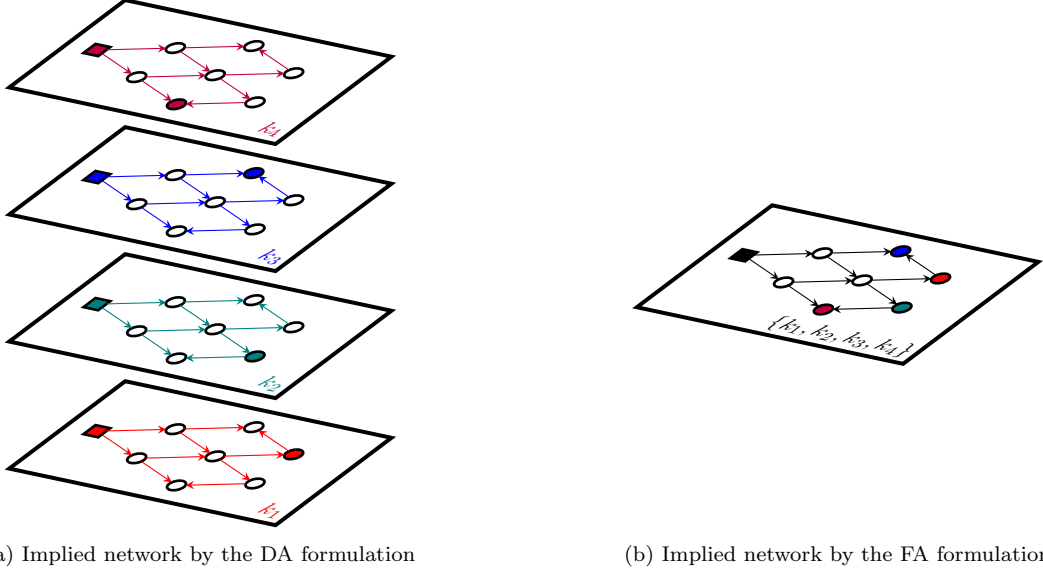 k₄
k₃
k₂
k₁
{k₁, k₂, k₃, k₄}
a) Implied network by the DA formulation
(b) Implied network by the FA formulation